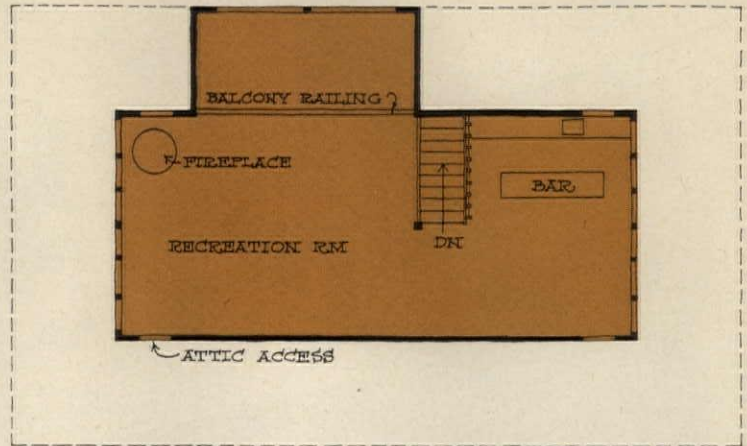 BALCONY RAILING
FIREPLACE
BAR
RECREATION RM
DN
ATTIC ACCESS